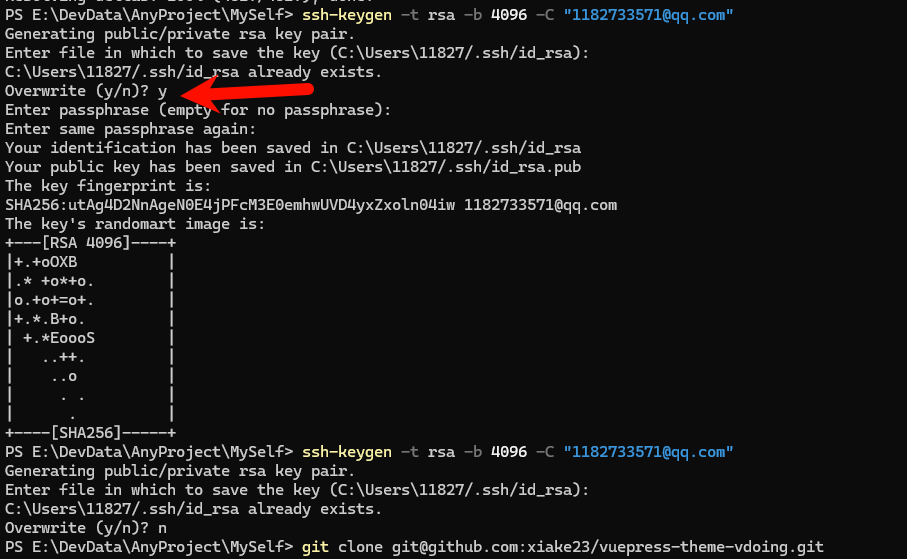 PS E:\DevData\AnyProject\MySelf> ssh-keygen -t rsa -b 4096 -C "1182733571@qq.com"
Generating public/private rsa key pair.
Enter file in which to save the key (C:\Users\11827/.ssh/id_rsa):
C:\Users\11827/.ssh/id_rsa already exists.
Overwrite (y/n)? y
Enter passphrase (empty for no passphrase):
Enter same passphrase again:
Your identification has been saved in C:\Users\11827/.ssh/id_rsa
Your public key has been saved in C:\Users\11827/.ssh/id_rsa.pub
The key fingerprint is:
SHA256:utAg4D2NnAgeN0E4jPFcM3E0emhwUVD4yxZxoln04iw 1182733571@qq.com
The key's randomart image is:
+---[RSA 4096]----+
|+.+oOXB          |
|.* +o*+o.        |
|o.+o+=o+.        |
|+.*.B+o.         |
| +.*EoooS        |
|   ..++.         |
|    ..o          |
|     . .         |
|      .          |
+----[SHA256]-----+
PS E:\DevData\AnyProject\MySelf> ssh-keygen -t rsa -b 4096 -C "1182733571@qq.com"
Generating public/private rsa key pair.
Enter file in which to save the key (C:\Users\11827/.ssh/id_rsa):
C:\Users\11827/.ssh/id_rsa already exists.
Overwrite (y/n)? n
PS E:\DevData\AnyProject\MySelf> git clone git@github.com:xiake23/vuepress-theme-vdoing.git